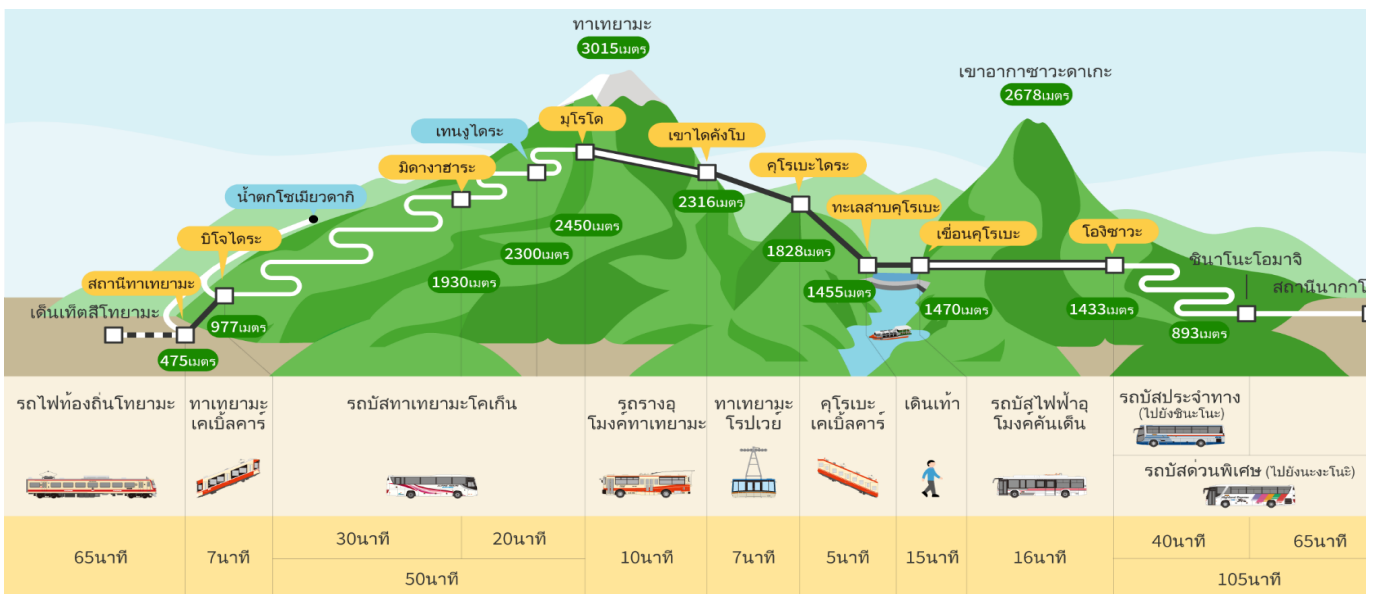 ทาเทยามะ
3015เมตร
เขาอากาซาวะดาเกะ
2678เมตร
มุโรโด
เทนงูไดระ
เขาไดคังโบ
มิดางาฮาระ
คุโรเบะไดระ
น้ำตกโชเมียวดากิ
2316เมตร
ทะเลสาบคุโรเบะ
2450เมตร
เขื่อนคุโรเบะ
โองิซาวะ
บิโจไดระ
2300เมตร
1828เมตร
ชินาโนะโอมาจิ
สถานีทาเทยามะ
1930เมตร
1455เมตร
สถานีนากาโ
เด็นเท็ตสึโทยามะ
977เมตร
1470เมตร
1433เมตร
893เมตร
475เมตร
รถไฟท้องถิ่นโทยามะ
ทาเทยามะ
เคเบิ้ลคาร์
รถบัสทาเทยามะโคเก็น
รถรางอุ
โมงค์ทาเทยามะ
ทาเทยามะ
โรปเวย์
คุโรเบะ
เคเบิ้ลคาร์
เดินเท้า
รถบัสไฟฟ้าอุ
โมงค์คันเด็น
รถบัสประจำทาง
(ไปยังชินะโนะ)
รถบัสด่วนพิเศษ (ไปยังนะงะโนะ)
65นาที
7นาที
30นาที
20นาที
50นาที
10นาที
7นาที
5นาที
15นาที
16นาที
40นาที
65นาที
105นาที